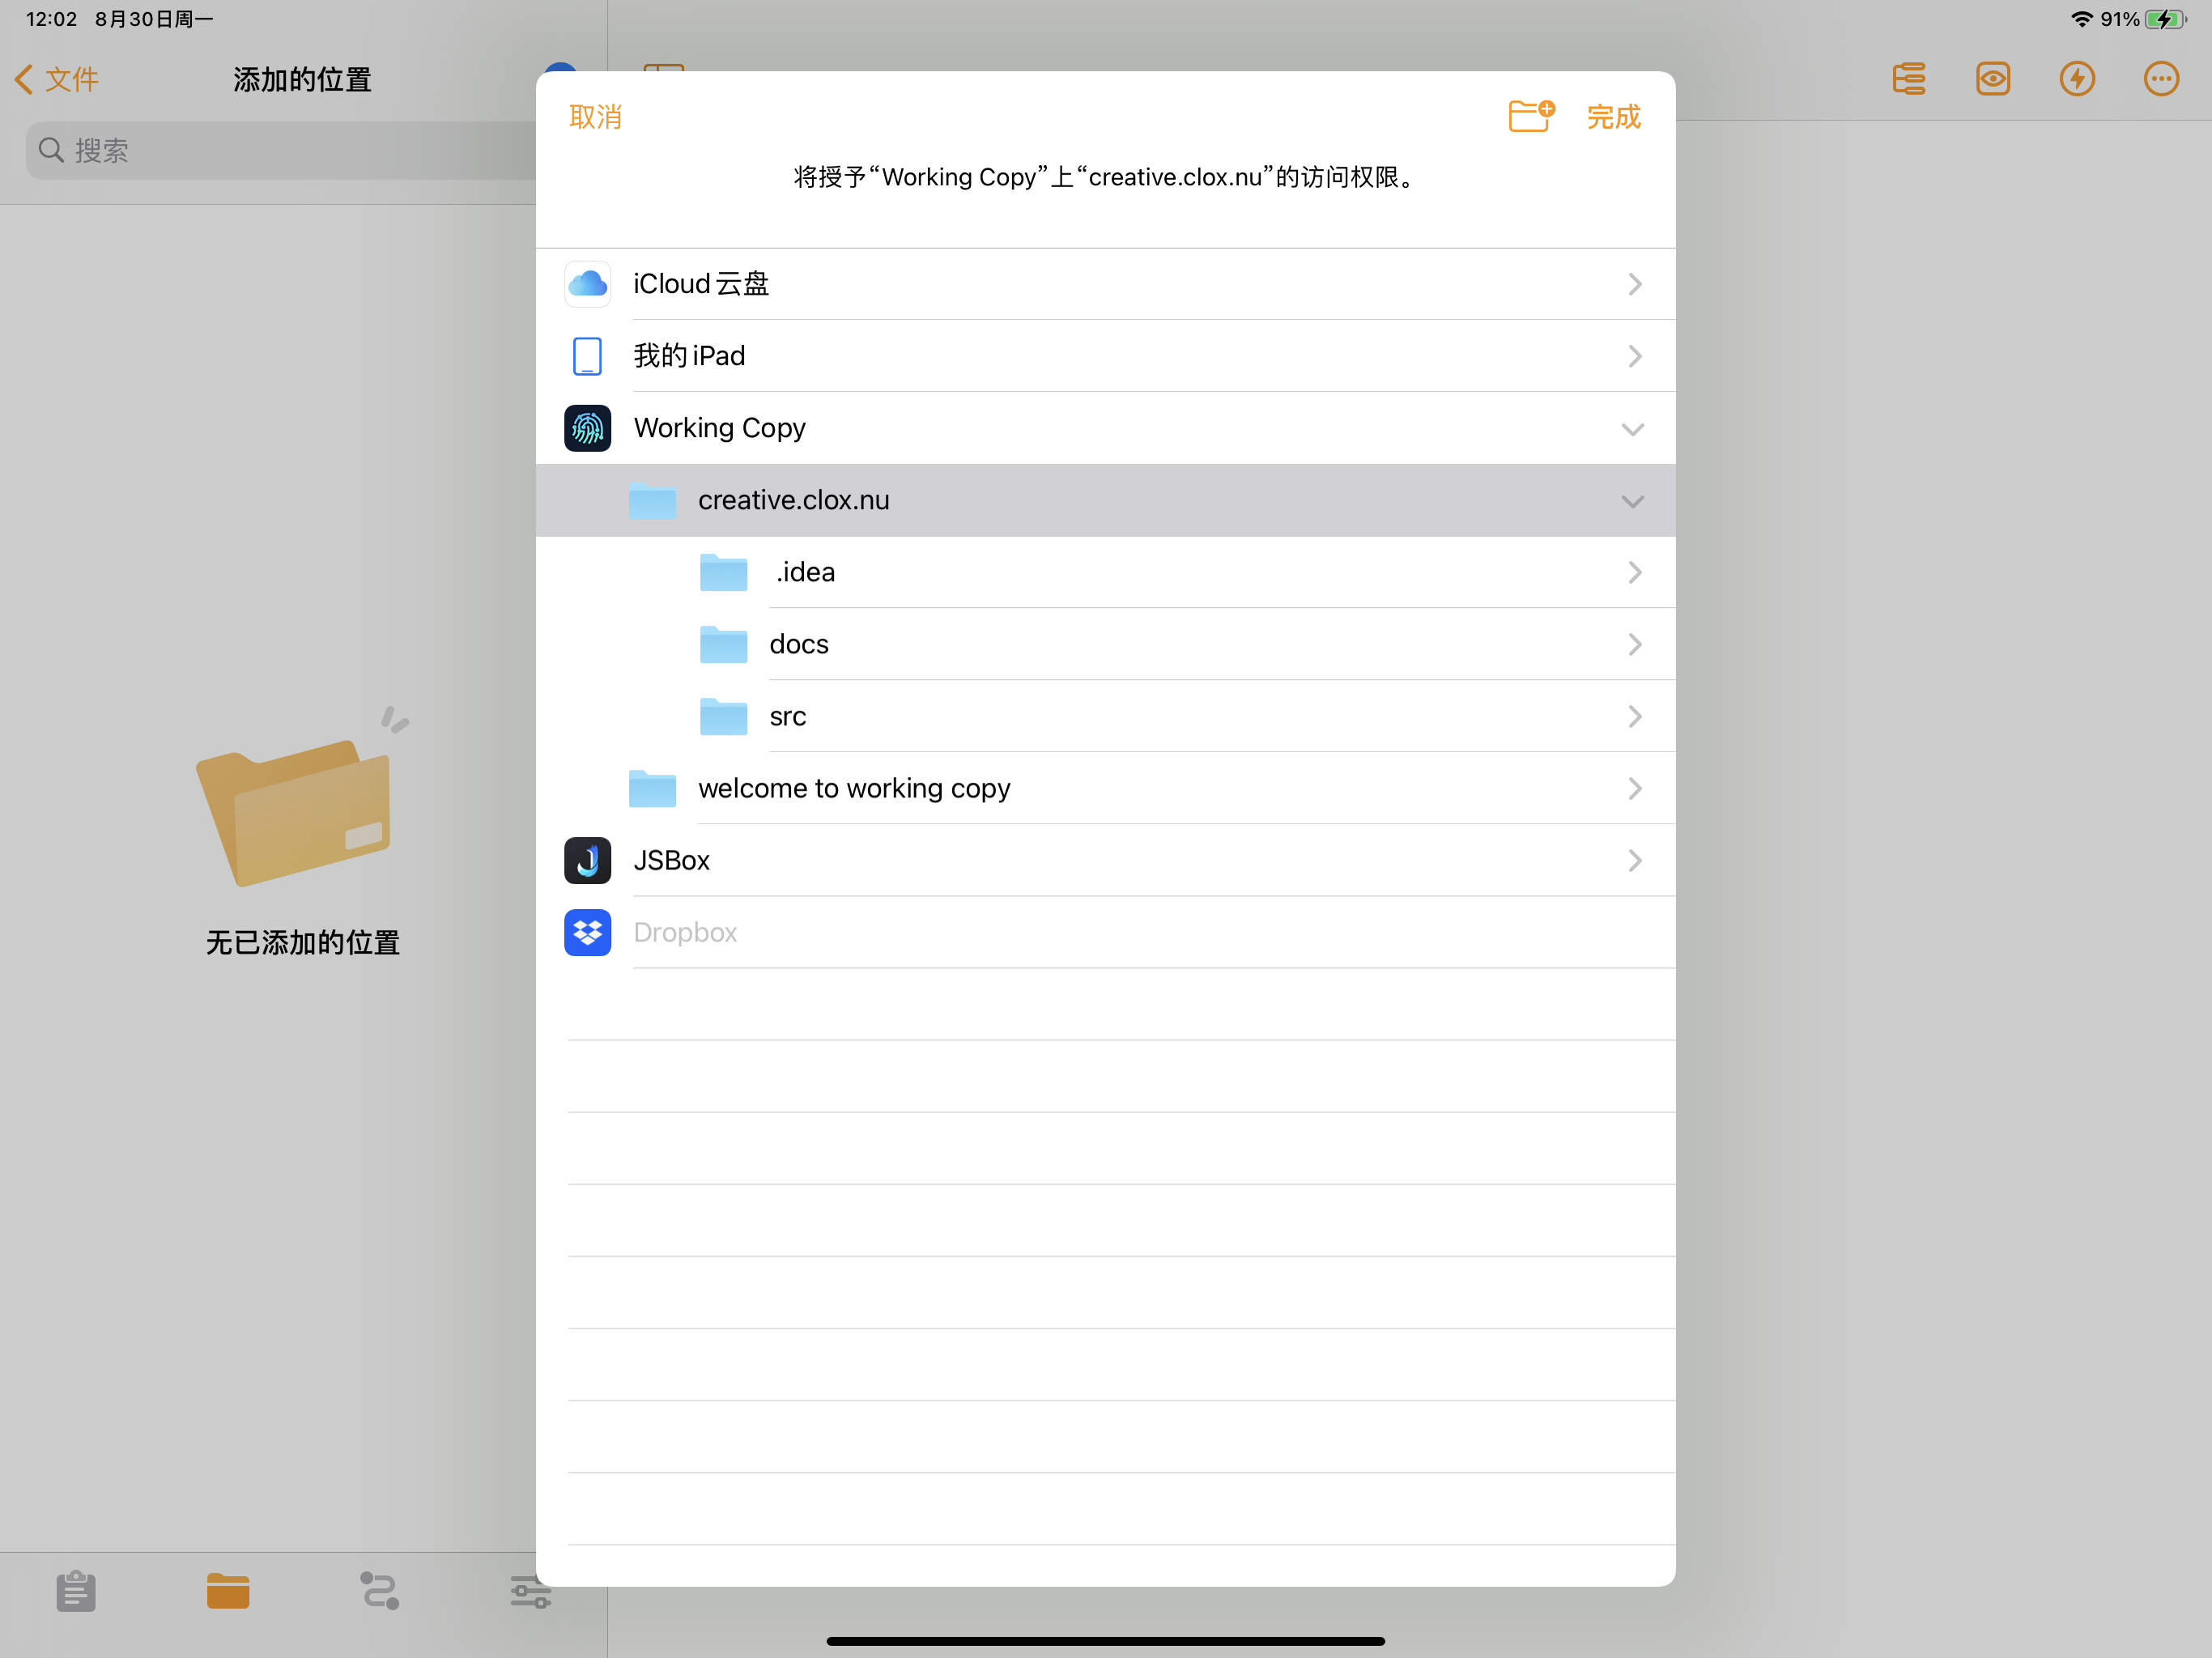 12:02 8月30日周一
91%
文件
添加的位置
搜索
无已添加的位置
取消
完成
将授予“Working Copy”上“creative.clox.nu”的访问权限。
iCloud 云盘
我的 iPad
Working Copy
creative.clox.nu
.idea
docs
src
welcome to working copy
JSBox
Dropbox